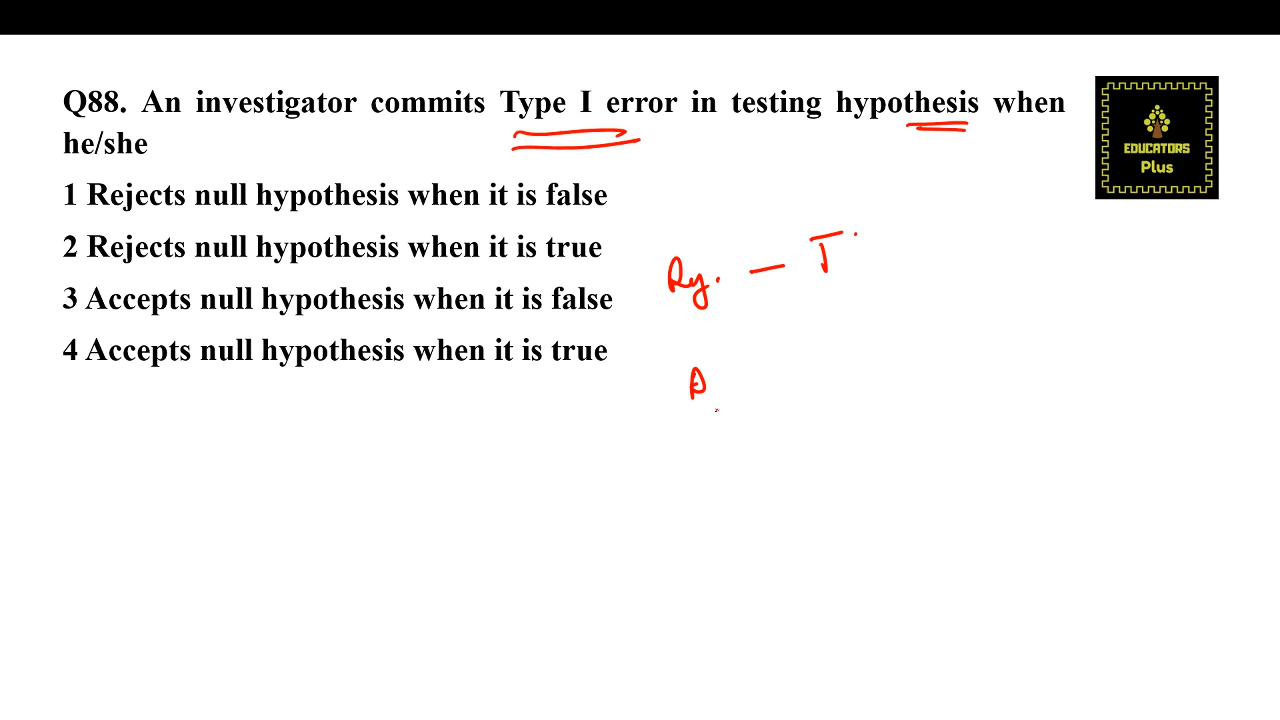 Q88. An investigator commits Type I error in testing hypothesis when
he/she
1 Rejects null hypothesis when it is false
2 Rejects null hypothesis when it is true
3 Accepts null hypothesis when it is false
4 Accepts null hypothesis when it is true
EDUCATORS
Plus
Rej. — T.